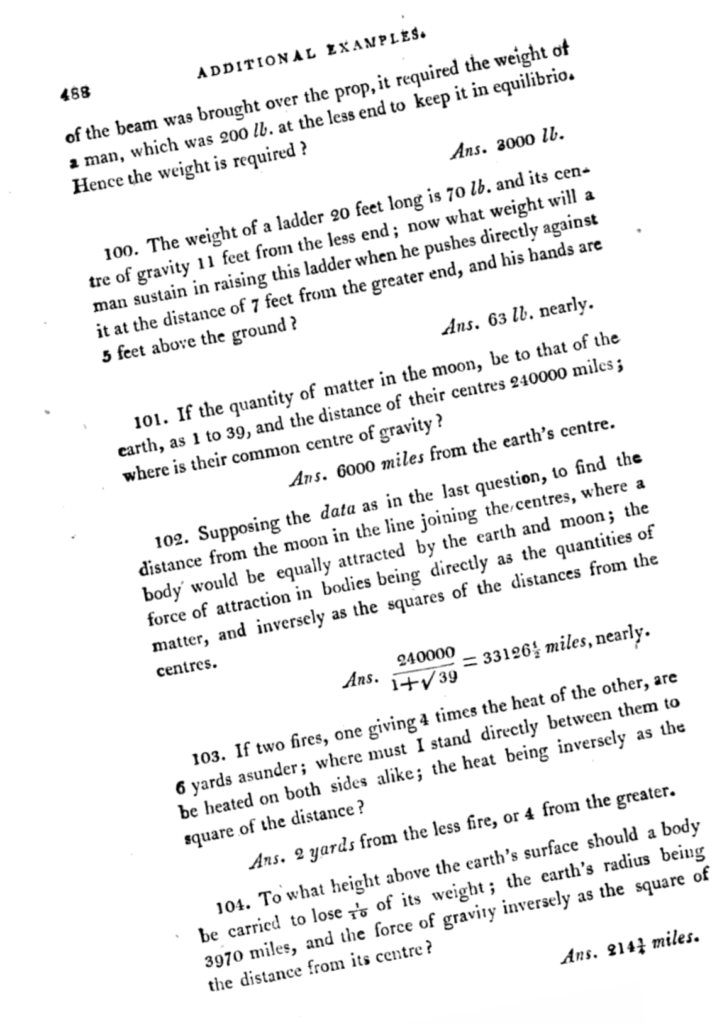 488
ADDITIONAL EXAMPLES.
of the beam was brought over the prop, it required the weight of
a man, which was 200 lb. at the less end to keep it in equilibrio.
Hence the weight is required?
Ans. 3000 lb.
100. The weight of a ladder 20 feet long is 70 lb. and its cen-
tre of gravity 11 feet from the less end; now what weight will a
man sustain in raising this ladder when he pushes directly against
it at the distance of 7 feet from the greater end, and his hands are
5 feet above the ground?
Ans. 63 lb. nearly.
101. If the quantity of matter in the moon, be to that of the
earth, as 1 to 39, and the distance of their centres 240000 miles;
where is their common centre of gravity?
Ans. 6000 miles from the earth's centre.
102. Supposing the data as in the last question, to find the
distance from the moon in the line joining the centres, where a
body would be equally attracted by the earth and moon; the
force of attraction in bodies being directly as the quantities of
matter, and inversely as the squares of the distances from the
centres.
Ans. 240000/1+√39 = 33126½ miles, nearly.
103. If two fires, one giving 4 times the heat of the other, are
6 yards asunder; where must I stand directly between them to
be heated on both sides alike; the heat being inversely as the
square of the distance?
Ans. 2 yards from the less fire, or 4 from the greater.
104. To what height above the earth's surface should a body
be carried to lose 1/10 of its weight; the earth's radius being
3970 miles, and the force of gravity inversely as the square of
the distance from its centre?
Ans. 214¾ miles.